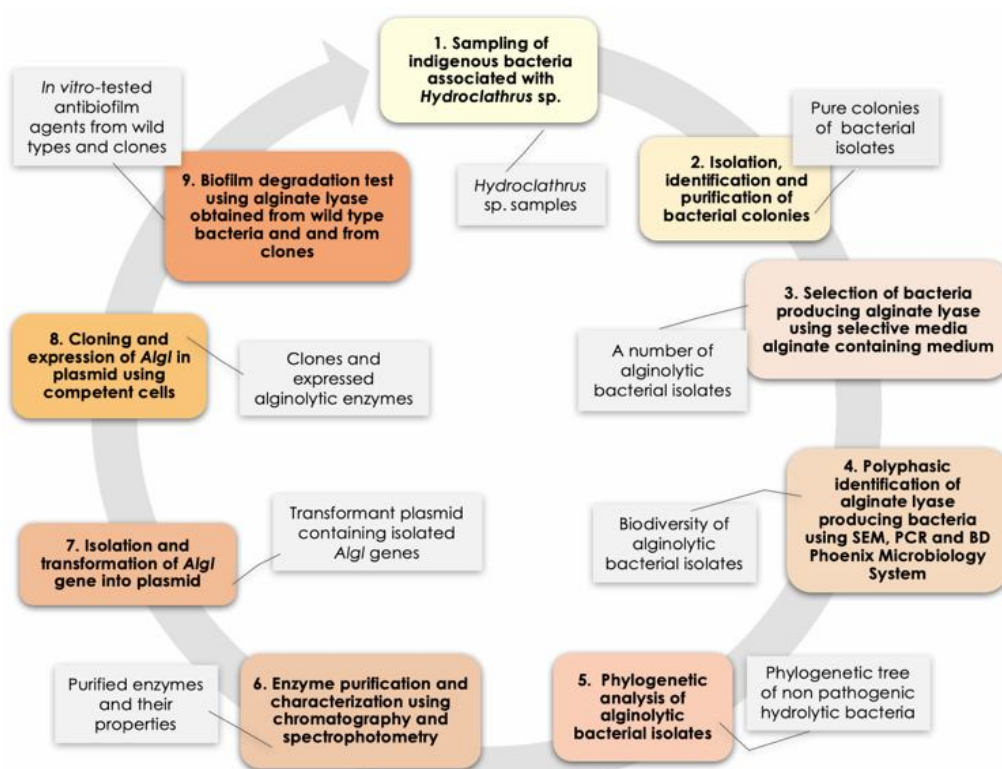 1. Sampling of
indigenous bacteria
associated with
Hydroclathrus sp.
Hydroclathrus
sp. samples
2. Isolation,
identification and
purification of
bacterial colonies
Pure colonies
of bacterial
isolates
3. Selection of bacteria
producing alginate lyase
using selective media
alginate containing medium
A number of
alginolytic
bacterial isolates
4. Polyphasic
identification of
alginate lyase
producing bacteria
using SEM, PCR and BD
Phoenix Microbiology
System
Biodiversity of
alginolytic
bacterial isolates
5. Phylogenetic
analysis of
alginolytic
bacterial isolates
Phylogenetic tree
of non pathogenic
hydrolytic bacteria
6. Enzyme purification and
characterization using
chromatography and
spectrophotometry
Purified enzymes
and their
properties
7. Isolation and
transformation of Algl
gene into plasmid
Transformant plasmid
containing isolated
Algl genes
8. Cloning and
expression of Algl in
plasmid using
competent cells
Clones and
expressed
alginolytic enzymes
9. Biofilm degradation test
using alginate lyase
obtained from wild type
bacteria and and from
clones
In vitro-tested
antibiofilm
agents from wild
types and clones